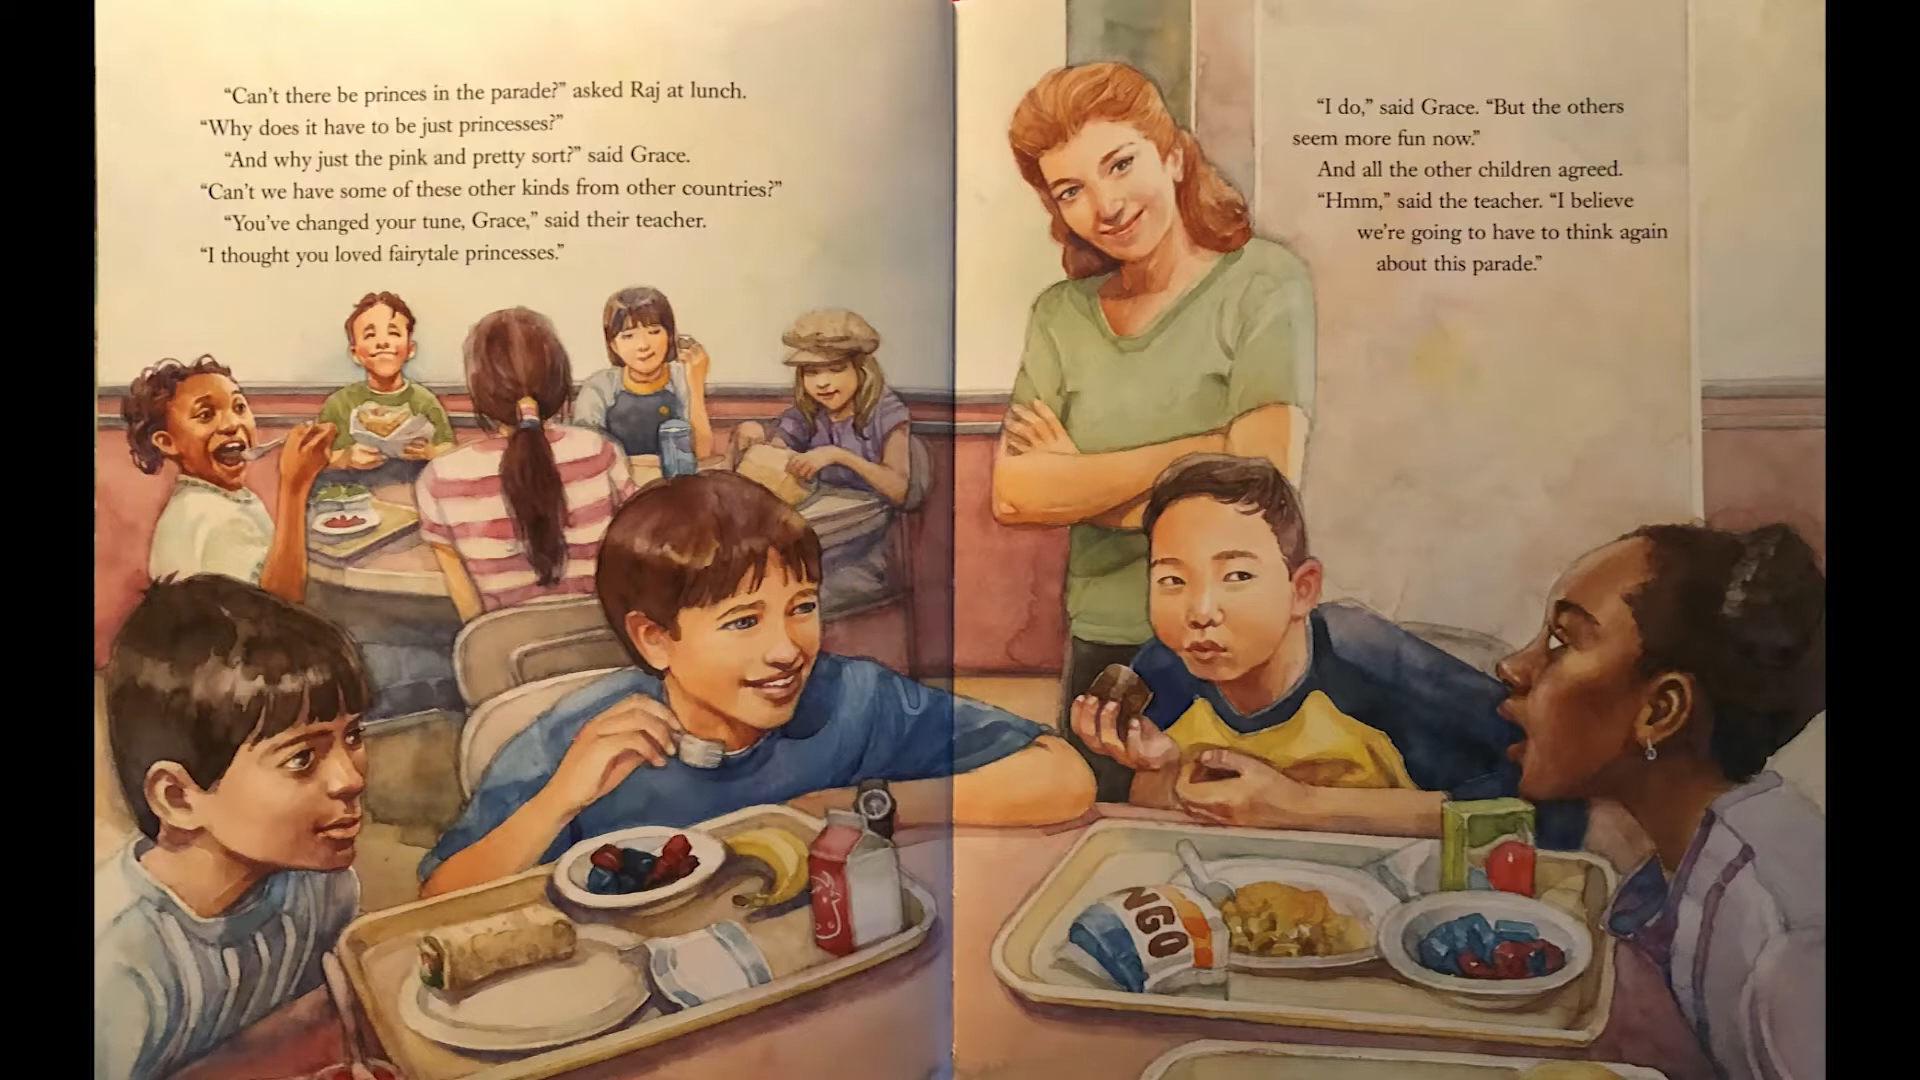 “Can’t there be princes in the parade?” asked Raj at lunch.
“Why does it have to be just princesses?”
“And why just the pink and pretty sort?” said Grace.
“Can’t we have some of these other kinds from other countries?”
“You’ve changed your tune, Grace,” said their teacher.
“I thought you loved fairytale princesses.”
“I do,” said Grace. “But the others
seem more fun now.”
And all the other children agreed.
“Hmm,” said the teacher. “I believe
we’re going to have to think again
about this parade.”
NGO